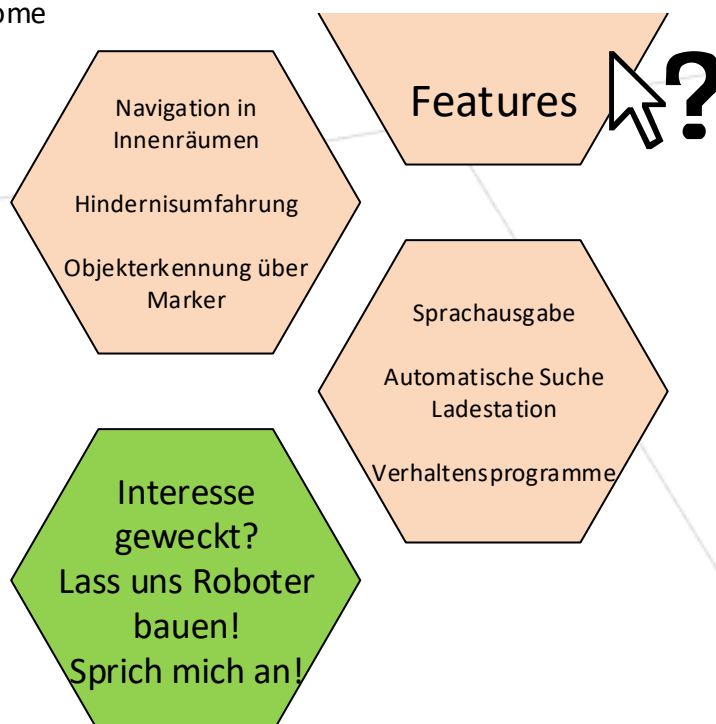 ome
Features
?
Navigation in
Innenräumen
Hindernisumfahrung
Objekterkennung über
Marker
Sprachausgabe
Automatische Suche
Ladestation
Verhaltensprogramme
Interesse
geweckt?
Lass uns Roboter
bauen!
Sprich mich an!